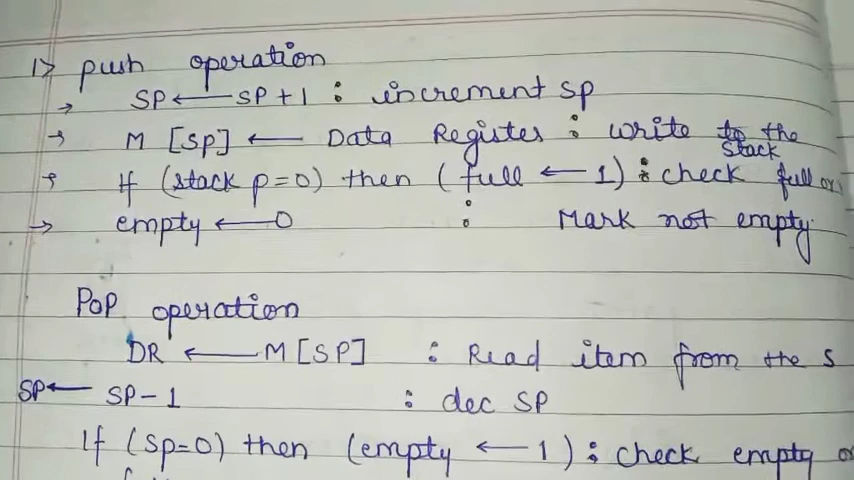 1> push operation
→ SP ← SP + 1 : increment SP
→ M [SP] ← Data Register : write to the stack
→ If (stack p=0) then (full ← 1) : check full or
→ empty ← 0 : Mark not empty.
POP operation
DR ← M [SP] : Read item from the s
SP ← SP - 1 : dec SP
If (SP=0) then (empty ← 1) : check empty or